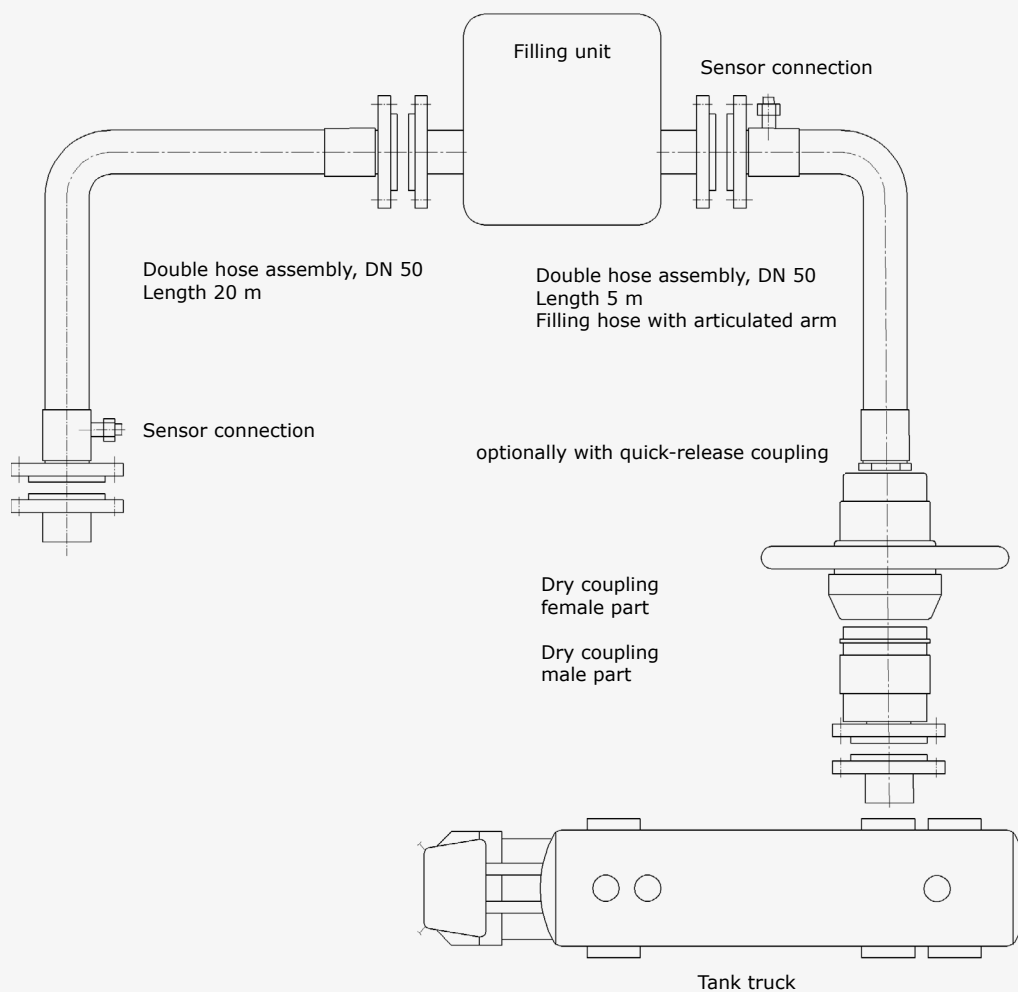 Filling unit
Sensor connection
Double hose assembly, DN 50
Length 20 m
Double hose assembly, DN 50
Length 5 m
Filling hose with articulated arm
Sensor connection
optionally with quick-release coupling
Dry coupling
female part
Dry coupling
male part
Tank truck